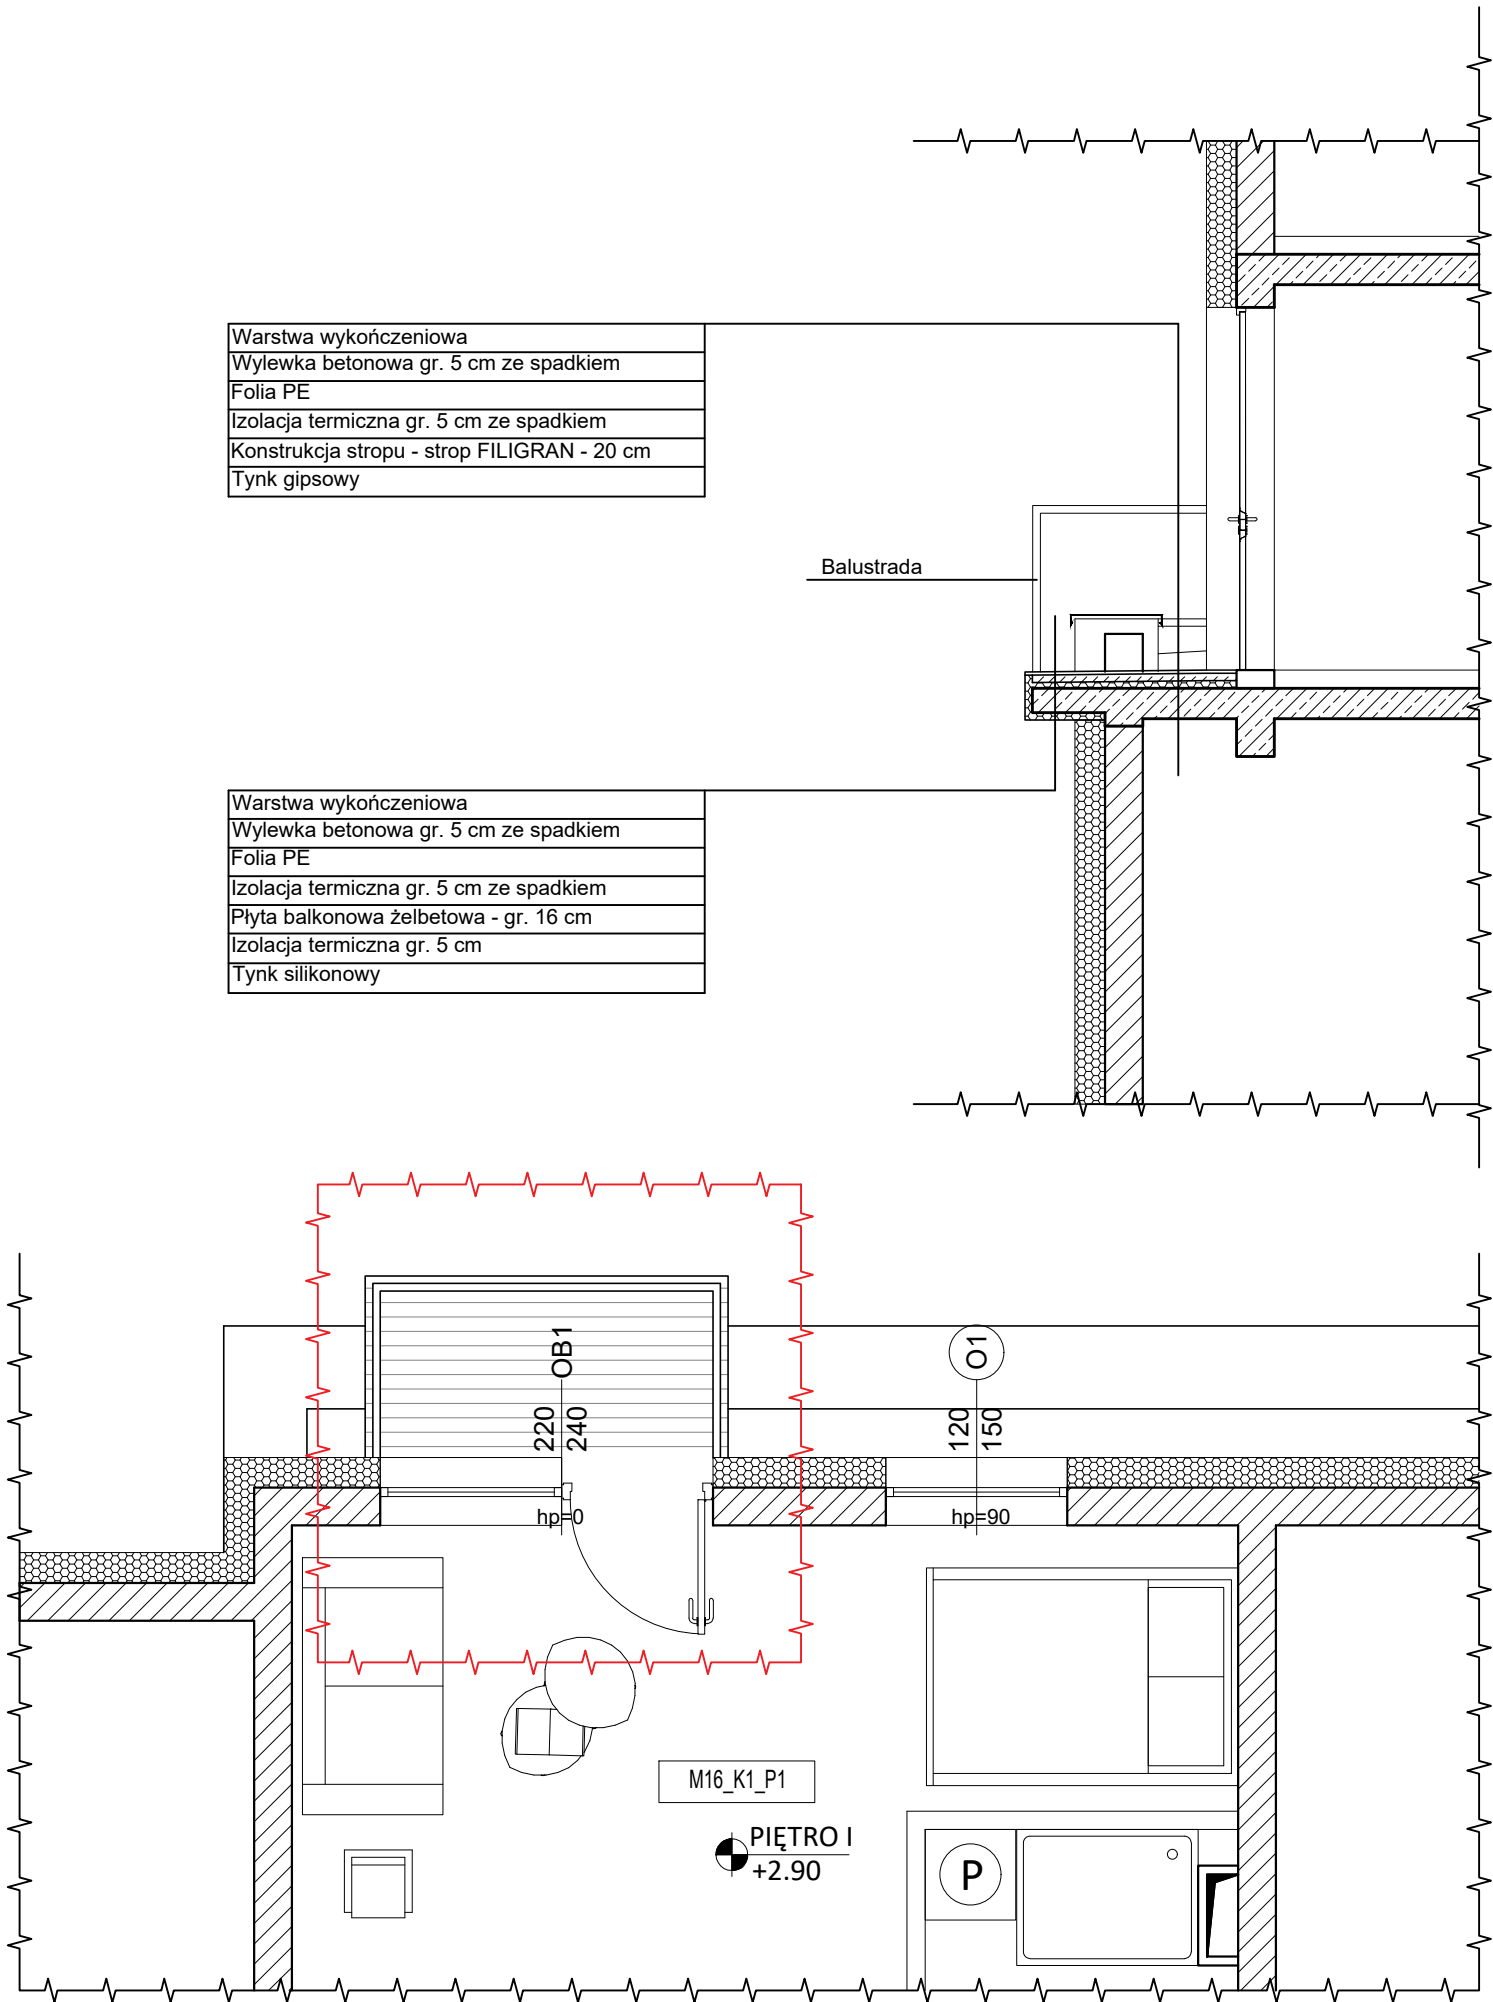 Warstwa wykończeniowa
Wylewka betonowa gr. 5 cm ze spadkiem
Folia PE
Izolacja termiczna gr. 5 cm ze spadkiem
Konstrukcja stropu - strop FILIGRAN - 20 cm
Tynk gipsowy
Balustrada
Warstwa wykończeniowa
Wylewka betonowa gr. 5 cm ze spadkiem
Folia PE
Izolacja termiczna gr. 5 cm ze spadkiem
Płyta balkonowa żelbetowa - gr. 16 cm
Izolacja termiczna gr. 5 cm
Tynk silikonowy
OB1
220
240
hp=0
O1
120
150
hp=90
M16_K1_P1
PIĘTRO I
+2.90
P